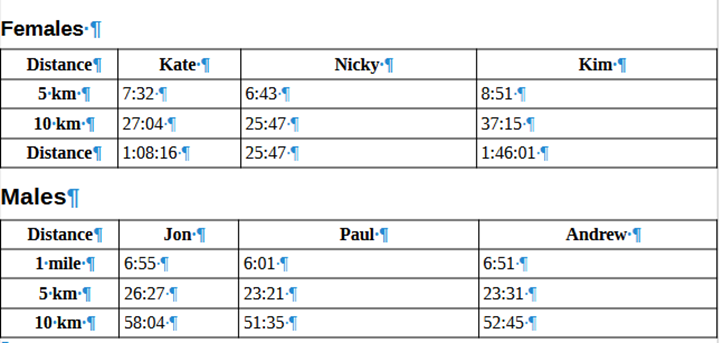 Females
Distance Kate Nicky Kim
5 km 7:32 6:43 8:51
10 km 27:04 25:47 37:15
Distance 1:08:16 25:47 1:46:01
Males
Distance Jon Paul Andrew
1 mile 6:55 6:01 6:51
5 km 26:27 23:21 23:31
10 km 58:04 51:35 52:45